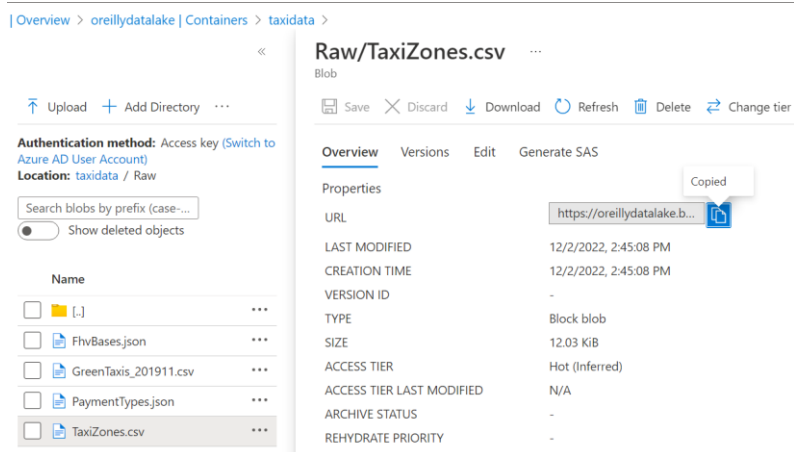 | Overview > oreillydatalake | Containers > taxidata >
«
Upload + Add Directory ...
Authentication method: Access key (Switch to
Azure AD User Account)
Location: taxidata / Raw
Search blobs by prefix (case-...
Show deleted objects
Name
[..] ...
FhvBases.json ...
GreenTaxis_201911.csv ...
PaymentTypes.json ...
TaxiZones.csv ...
Raw/TaxiZones.csv ...
Blob
Save Discard Download Refresh Delete Change tier
Overview Versions Edit Generate SAS
Copied
Properties
URL https://oreillydatalake.b...
LAST MODIFIED 12/2/2022, 2:45:08 PM
CREATION TIME 12/2/2022, 2:45:08 PM
VERSION ID -
TYPE Block blob
SIZE 12.03 KiB
ACCESS TIER Hot (Inferred)
ACCESS TIER LAST MODIFIED N/A
ARCHIVE STATUS -
REHYDRATE PRIORITY -